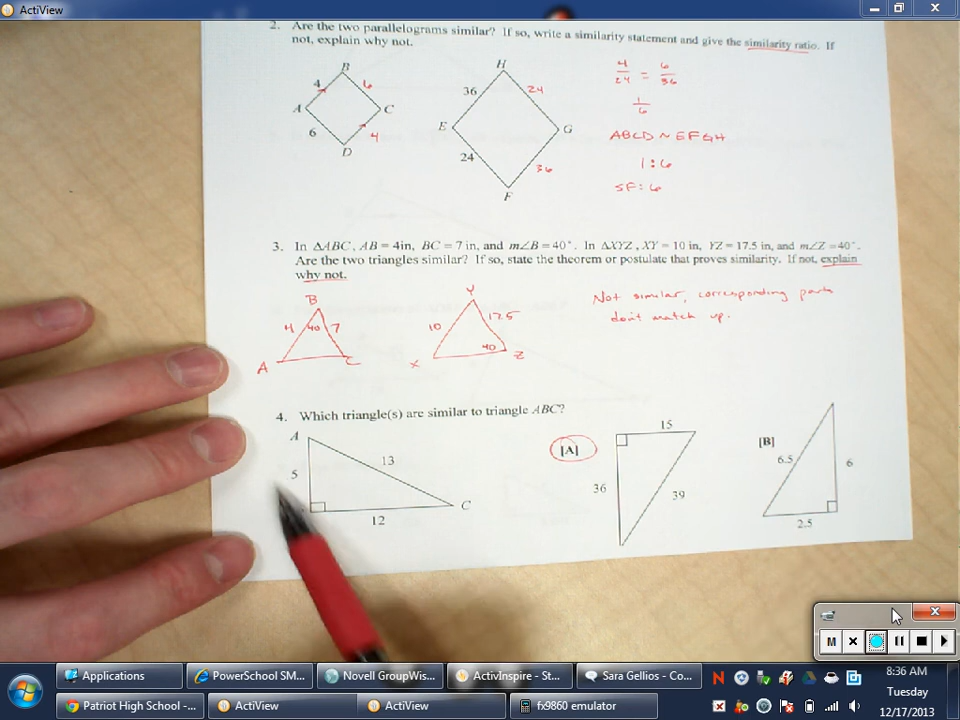 ActiView
2. Are the two parallelograms similar? If so, write a similarity statement and give the similarity ratio. If
not, explain why not.
B
4
6
A
C
6
4
D
H
36
24
E
G
24
36
F
4/24 = 6/36
1/6
ABCD ~ EFGH
1:6
SF: 6
3. In ΔABC, AB = 4in, BC = 7 in, and m∠B = 40°. In ΔXYZ, XY = 10 in, YZ = 17.5 in, and m∠Z = 40°.
Are the two triangles similar? If so, state the theorem or postulate that proves similarity. If not, explain
why not.
B
4
40
7
A
C
Y
10
17.5
40
X
Z
Not similar, corresponding parts
don't match up.
4. Which triangle(s) are similar to triangle ABC?
A
13
5
C
12
[A]
15
36
39
[B]
6.5
6
2.5
M
Applications
PowerSchool SM...
Novell GroupWis...
ActivInspire - St...
Sara Gellios - Co...
Patriot High School -...
ActiView
ActiView
fx9860 emulator
8:36 AM
Tuesday
12/17/2013